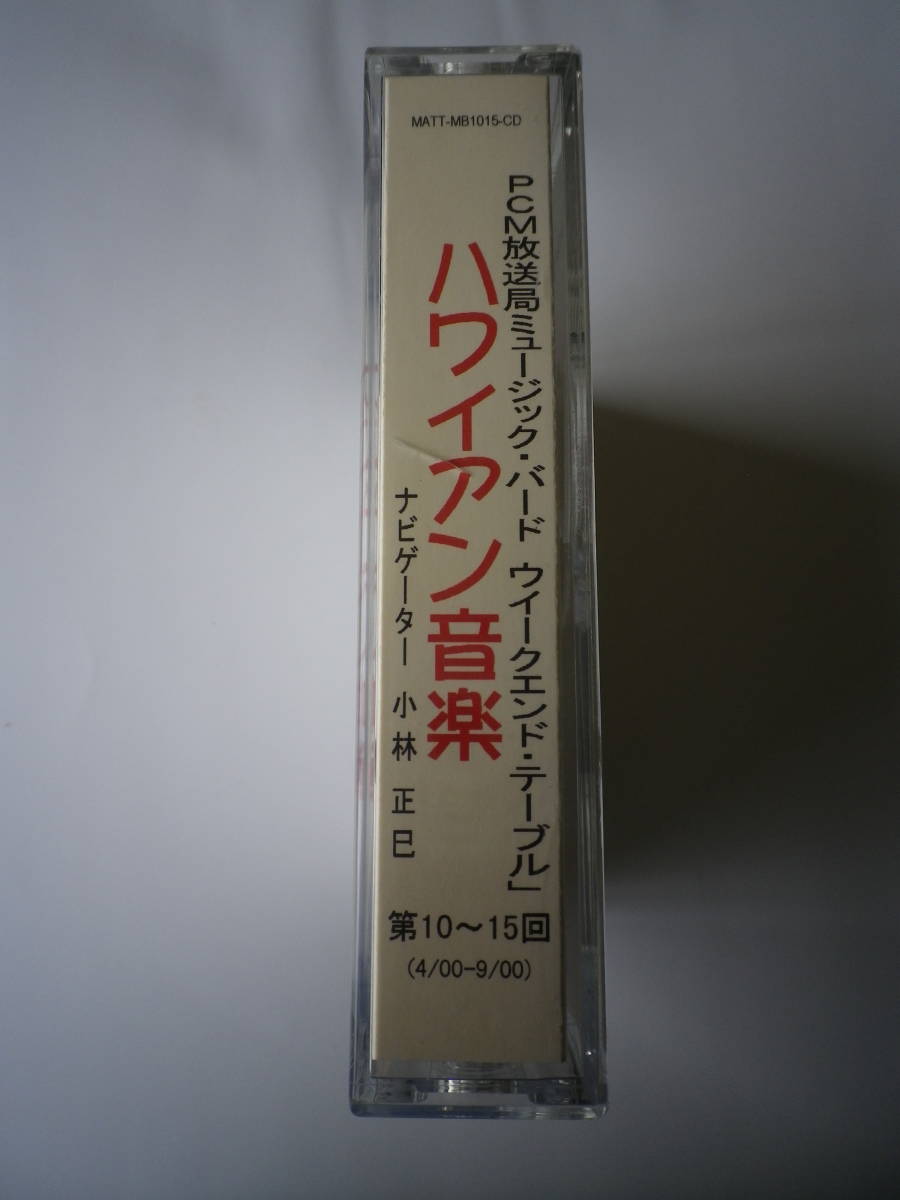 MATT-MB1015-CD
PCM放送局ミュージック・バード ウイークエンド・テーブル」
ハワイアン音楽
ナビゲーター 小林 正巳
第10～15回
(4/00-9/00)